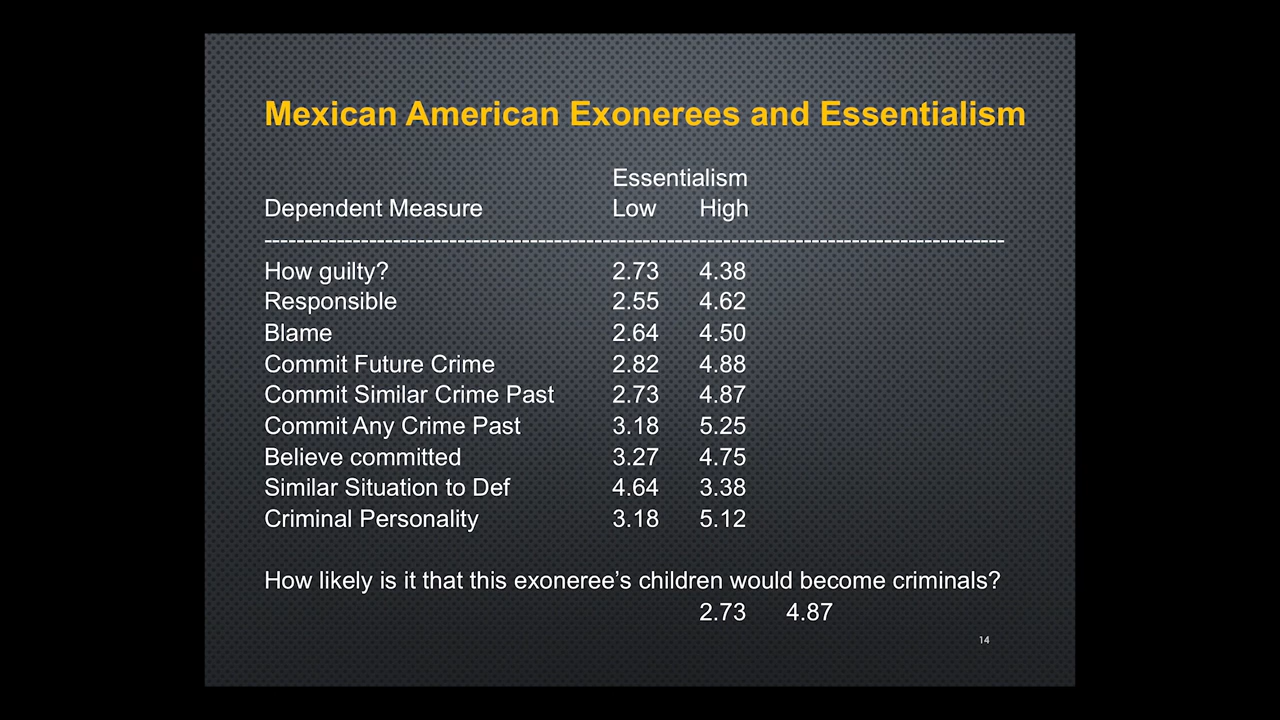 Mexican American Exonerees and Essentialism
Essentialism
Dependent Measure Low High
--------------------------------------------------------------------------------------------
How guilty? 2.73 4.38
Responsible 2.55 4.62
Blame 2.64 4.50
Commit Future Crime 2.82 4.88
Commit Similar Crime Past 2.73 4.87
Commit Any Crime Past 3.18 5.25
Believe committed 3.27 4.75
Similar Situation to Def 4.64 3.38
Criminal Personality 3.18 5.12
How likely is it that this exoneree’s children would become criminals?
2.73 4.87
14